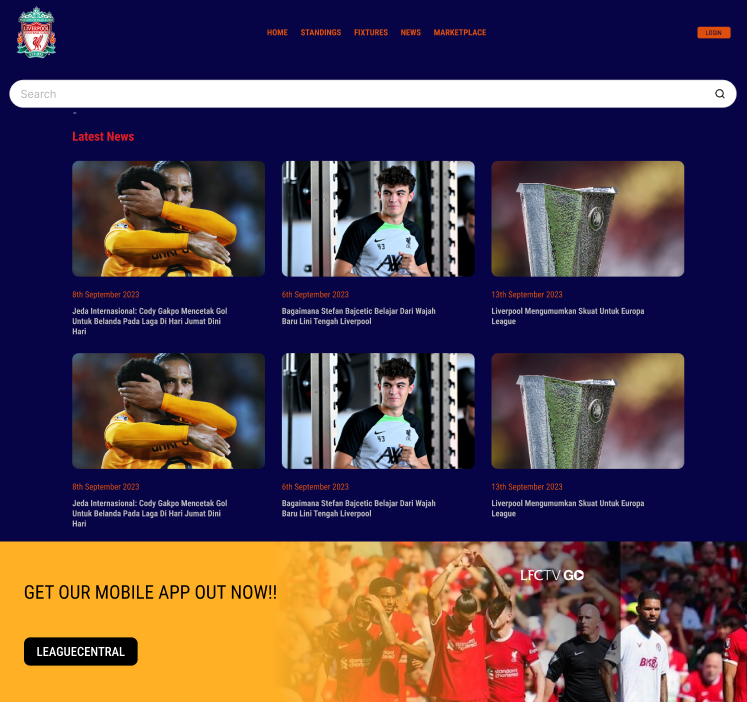 LIVERPOOL
HOME STANDINGS FIXTURES NEWS MARKETPLACE
LOGIN
Search
Latest News
8th September 2023
Jeda Internasional: Cody Gakpo Mencetak Gol
Untuk Belanda Pada Laga Di Hari Jumat Dini
Hari
43
AXA
6th September 2023
Bagaimana Stefan Bajcetic Belajar Dari Wajah
Baru Lini Tengah Liverpool
13th September 2023
Liverpool Mengumumkan Skuat Untuk Europa
League
8th September 2023
Jeda Internasional: Cody Gakpo Mencetak Gol
Untuk Belanda Pada Laga Di Hari Jumat Dini
Hari
43
AXA
6th September 2023
Bagaimana Stefan Bajcetic Belajar Dari Wajah
Baru Lini Tengah Liverpool
13th September 2023
Liverpool Mengumumkan Skuat Untuk Europa
League
GET OUR MOBILE APP OUT NOW!!
LEAGUECENTRAL
LFCTV GO
BK8